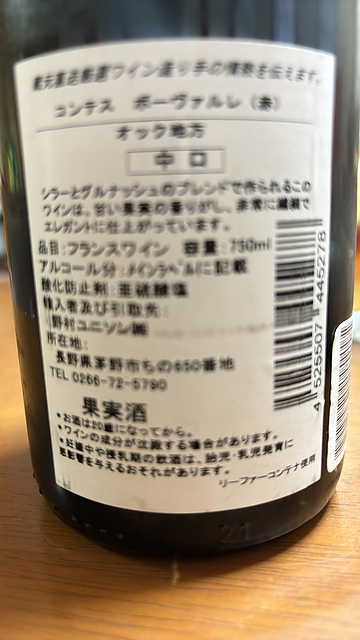 蔵元直送厳選ワイン造り手の情熱を伝えます。
コンテス ボーヴァルレ(赤)
オック地方
中口
シラーとグルナッシュのブレンドで作られるこの
ワインは、甘い果実の香りがし、非常に繊細で
エレガントに仕上がっています。
品目:フランスワイン 容量:750ml
アルコール分:メインラベルに記載
酸化防止剤:亜硫酸塩
輸入者及び引取先:
野村ユニソン㈱
所在地:
長野県茅野市ちの650番地
TEL 0266-72-5790
果実酒
•お酒は20歳になってから。
•ワインの成分が沈殿する場合があります。
•妊娠中や授乳期の飲酒は、胎児・乳児発育に
悪影響を与えるおそれがあります。
リーファーコンテナ使用
4 525507 445278
21